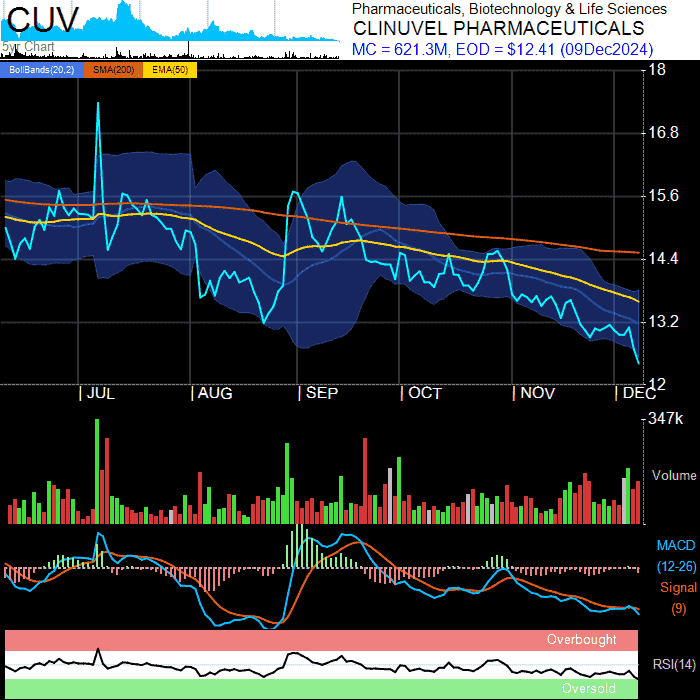 CUV
5yr Chart
Pharmaceuticals, Biotechnology & Life Sciences
CLINUVEL PHARMACEUTICALS
MC = 621.3M, EOD = $12.41 (09Dec2024)
BollBands(20,2) SMA(200) EMA(50)
18
16.8
15.6
14.4
13.2
12
JUL AUG SEP OCT NOV DEC
347k
Volume
MACD
(12-26)
Signal
(9)
Overbought
RSI(14)
Oversold